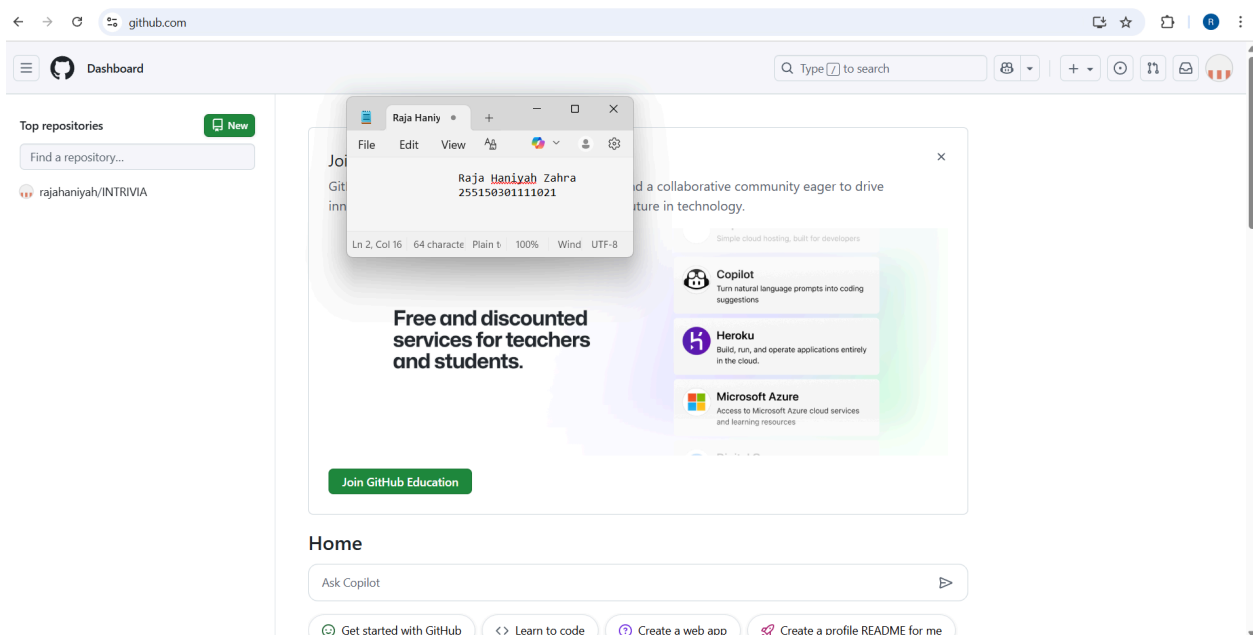 github.com
R
Dashboard
Type / to search
Top repositories
New
Find a repository...
rajahaniyah/INTRIVIA
Raja Haniy
File Edit View
Raja Haniyah Zahra
255150301111021
Ln 2, Col 16 64 characte Plain t 100% Wind UTF-8
Joi
Git d a collaborative community eager to drive
inn uture in technology.
Simple cloud hosting, built for developers
Copilot
Turn natural language prompts into coding
suggestions
Heroku
Build, run, and operate applications entirely
in the cloud.
Microsoft Azure
Access to Microsoft Azure cloud services
and learning resources
Free and discounted
services for teachers
and students.
Join GitHub Education
Home
Ask Copilot
Get started with GitHub
Learn to code
Create a web app
Create a profile README for me